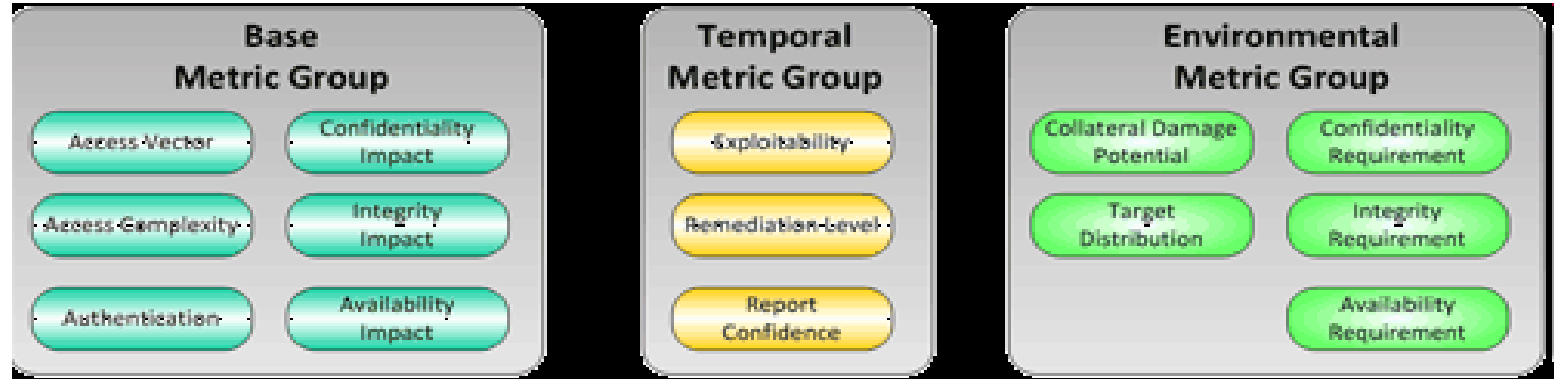 Base
Metric Group
Access Vector
Confidentiality
Impact
Access Complexity
Integrity
Impact
Authentication
Availability
Impact
Temporal
Metric Group
Exploitability
Remediation Level
Report
Confidence
Environmental
Metric Group
Collateral Damage
Potential
Confidentiality
Requirement
Target
Distribution
Integrity
Requirement
Availability
Requirement